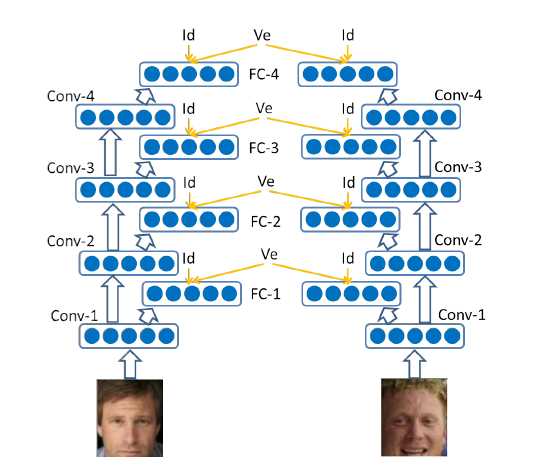 Id Ve Id
FC-4
Conv-4 Conv-4
Id Ve Id
FC-3
Conv-3 Conv-3
Id Ve Id
FC-2
Conv-2 Conv-2
Id Ve Id
FC-1
Conv-1 Conv-1